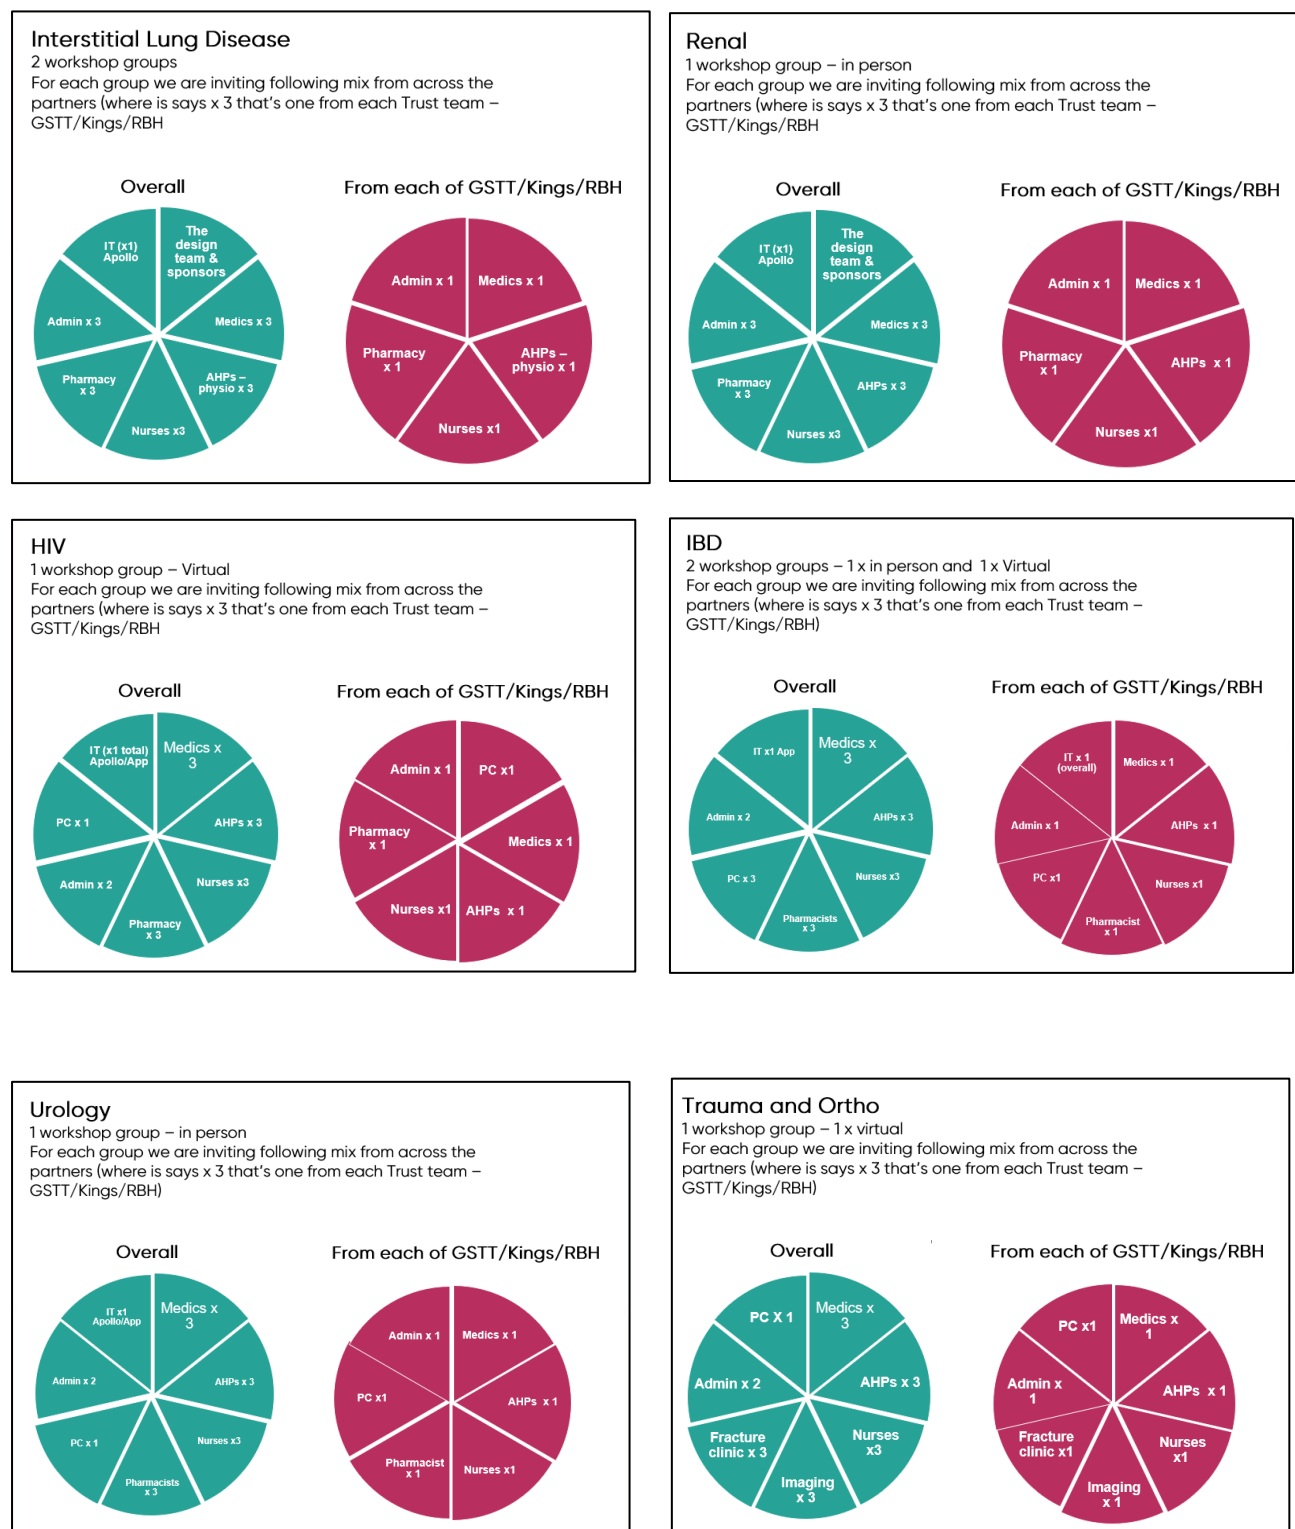 Interstitial Lung Disease
2 workshop groups
For each group we are inviting following mix from across the
partners (where is says x 3 that's one from each Trust team –
GSTT/Kings/RBH
Overall
IT (x1)
Apollo
The
design
team &
sponsors
Admin x 3
Medics x 3
Pharmacy
x 3
AHPs –
physio x 3
Nurses x3
From each of GSTT/Kings/RBH
Admin x 1
Medics x 1
Pharmacy
x 1
AHPs –
physio x 1
Nurses x1
Renal
1 workshop group – in person
For each group we are inviting following mix from across the
partners (where is says x 3 that's one from each Trust team –
GSTT/Kings/RBH
Overall
IT (x1)
Apollo
The
design
team &
sponsors
Admin x 3
Medics x 3
Pharmacy
x 3
AHPs x 3
Nurses x3
From each of GSTT/Kings/RBH
Admin x 1
Medics x 1
Pharmacy
x 1
AHPs x 1
Nurses x1
HIV
1 workshop group – Virtual
For each group we are inviting following mix from across the
partners (where is says x 3 that's one from each Trust team –
GSTT/Kings/RBH
Overall
IT (x1 total)
Apollo/App
Medics x
3
PC x 1
AHPs x 3
Admin x 2
Nurses x3
Pharmacy
x 3
From each of GSTT/Kings/RBH
Admin x 1
PC x1
Pharmacy
x 1
Medics x 1
Nurses x1
AHPs x 1
IBD
2 workshop groups – 1 x in person and 1 x Virtual
For each group we are inviting following mix from across the
partners (where is says x 3 that's one from each Trust team –
GSTT/Kings/RBH)
Overall
IT x1 App
Medics x
3
Admin x 2
AHPs x 3
PC x 3
Nurses x3
Pharmacists
x 3
From each of GSTT/Kings/RBH
IT x 1
(overall)
Medics x 1
Admin x 1
AHPs x 1
PC x1
Nurses x1
Pharmacist
x 1
Urology
1 workshop group – in person
For each group we are inviting following mix from across the
partners (where is says x 3 that's one from each Trust team –
GSTT/Kings/RBH)
Overall
IT x1
Apollo/App
Medics x
3
Admin x 2
AHPs x 3
PC x 1
Nurses x3
Pharmacists
x 3
From each of GSTT/Kings/RBH
Admin x 1
Medics x 1
PC x1
AHPs x 1
Pharmacist
x 1
Nurses x1
Trauma and Ortho
1 workshop group – 1 x virtual
For each group we are inviting following mix from across the
partners (where is says x 3 that's one from each Trust team –
GSTT/Kings/RBH)
Overall
PC X 1
Medics x
3
Admin x 2
AHPs x 3
Fracture
clinic x 3
Nurses
x3
Imaging
x 3
From each of GSTT/Kings/RBH
PC x1
Medics x
1
Admin x
1
AHPs x 1
Fracture
clinic x1
Nurses
x1
Imaging
x 1